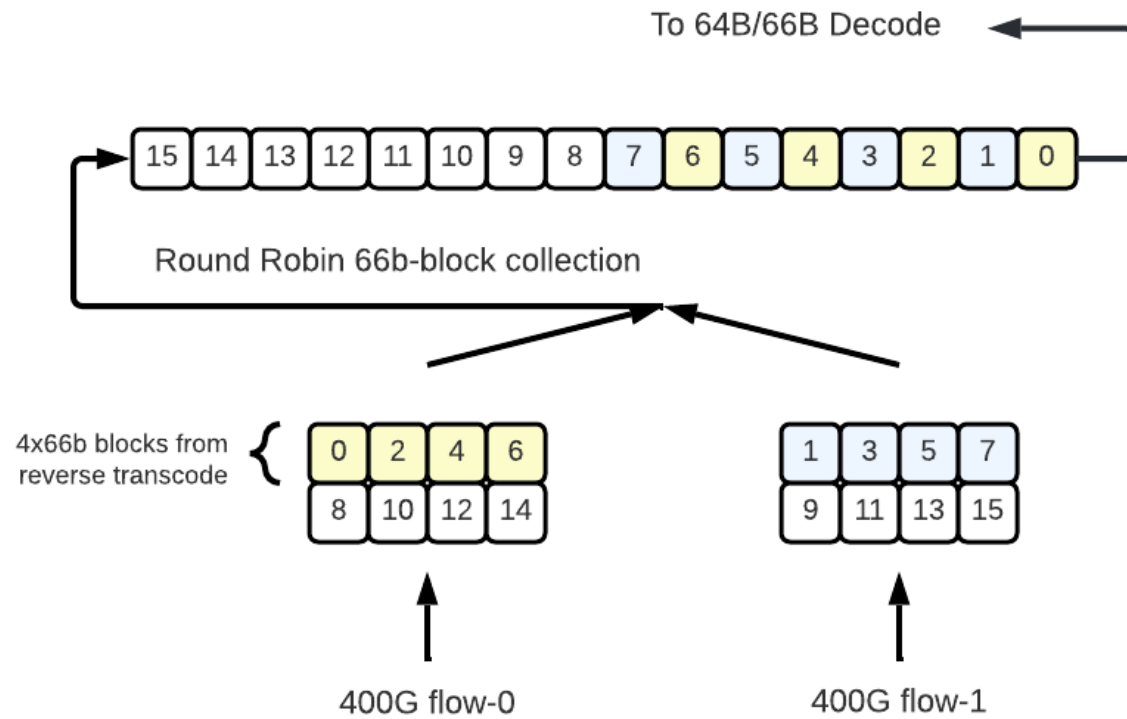 To 64B/66B Decode
15 14 13 12 11 10 9 8 7 6 5 4 3 2 1 0
Round Robin 66b-block collection
4x66b blocks from
reverse transcode
0 2 4 6
8 10 12 14
1 3 5 7
9 11 13 15
400G flow-0
400G flow-1